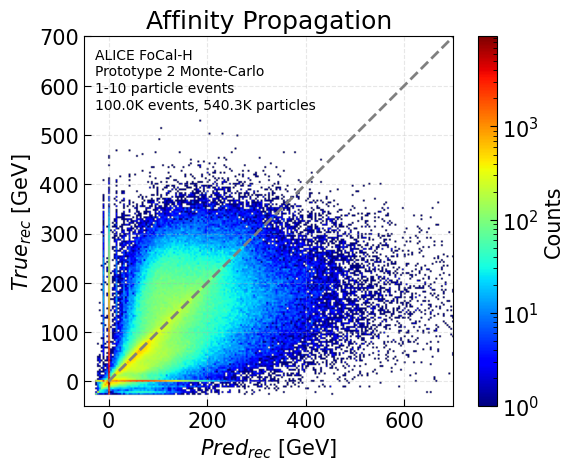 Affinity Propagation
ALICE FoCal-H
Prototype 2 Monte-Carlo
1-10 particle events
100.0K events, 540.3K particles
700
600
500
400
300
200
100
0
True_rec [GeV]
0 200 400 600
Pred_rec [GeV]
10^3
10^2
10^1
10^0
Counts